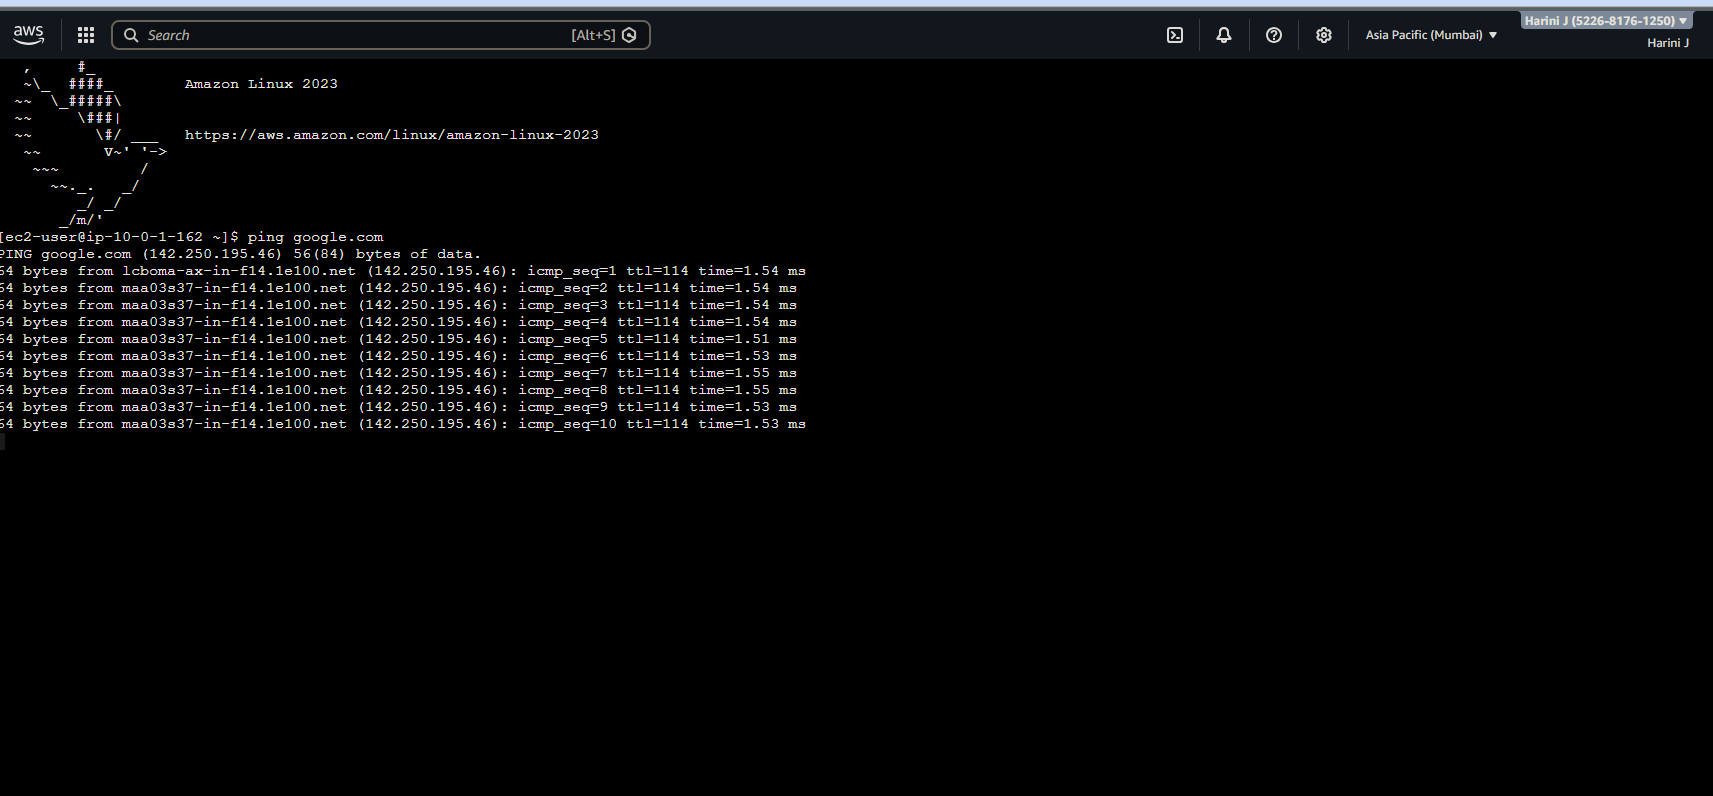 aws
Search [Alt+S]
Asia Pacific (Mumbai) ▼
Harini J (5226-8176-1250) ▼
Harini J
   ,     #_
   ~\_  ####_        Amazon Linux 2023
  ~~  \_#####\
  ~~     \###|
  ~~       \#/ ___   https://aws.amazon.com/linux/amazon-linux-2023
   ~~       V~' '->
    ~~~         /
      ~~._.   _/
         _/ _/
       _/m/'
[ec2-user@ip-10-0-1-162 ~]$ ping google.com
PING google.com (142.250.195.46) 56(84) bytes of data.
64 bytes from lcboma-ax-in-f14.1e100.net (142.250.195.46): icmp_seq=1 ttl=114 time=1.54 ms
64 bytes from maa03s37-in-f14.1e100.net (142.250.195.46): icmp_seq=2 ttl=114 time=1.54 ms
64 bytes from maa03s37-in-f14.1e100.net (142.250.195.46): icmp_seq=3 ttl=114 time=1.54 ms
64 bytes from maa03s37-in-f14.1e100.net (142.250.195.46): icmp_seq=4 ttl=114 time=1.54 ms
64 bytes from maa03s37-in-f14.1e100.net (142.250.195.46): icmp_seq=5 ttl=114 time=1.51 ms
64 bytes from maa03s37-in-f14.1e100.net (142.250.195.46): icmp_seq=6 ttl=114 time=1.53 ms
64 bytes from maa03s37-in-f14.1e100.net (142.250.195.46): icmp_seq=7 ttl=114 time=1.55 ms
64 bytes from maa03s37-in-f14.1e100.net (142.250.195.46): icmp_seq=8 ttl=114 time=1.55 ms
64 bytes from maa03s37-in-f14.1e100.net (142.250.195.46): icmp_seq=9 ttl=114 time=1.53 ms
64 bytes from maa03s37-in-f14.1e100.net (142.250.195.46): icmp_seq=10 ttl=114 time=1.53 ms